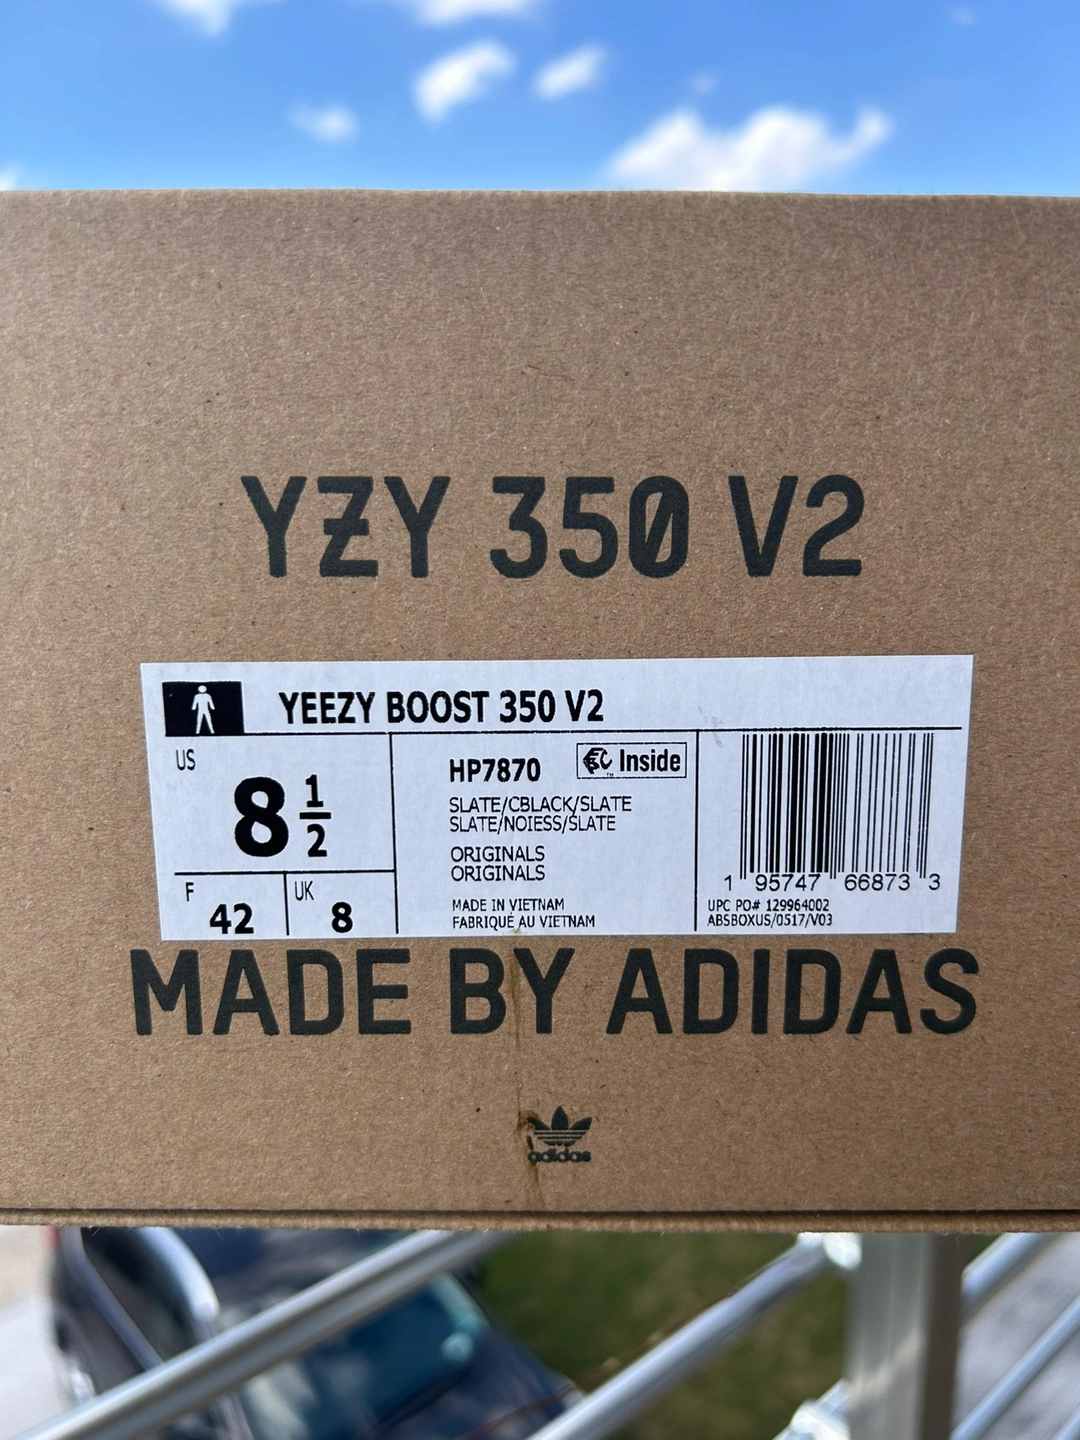 YZY 350 V2
YEEZY BOOST 350 V2
US
8 1/2
F
42
UK
8
HP7870
Inside
TM
SLATE/CBLACK/SLATE
SLATE/NOIESS/SLATE
ORIGINALS
ORIGINALS
MADE IN VIETNAM
FABRIQUÉ AU VIETNAM
1 95747 66873 3
UPC PO# 129964002
ABSBOXUS/0517/V03
MADE BY ADIDAS
adidas